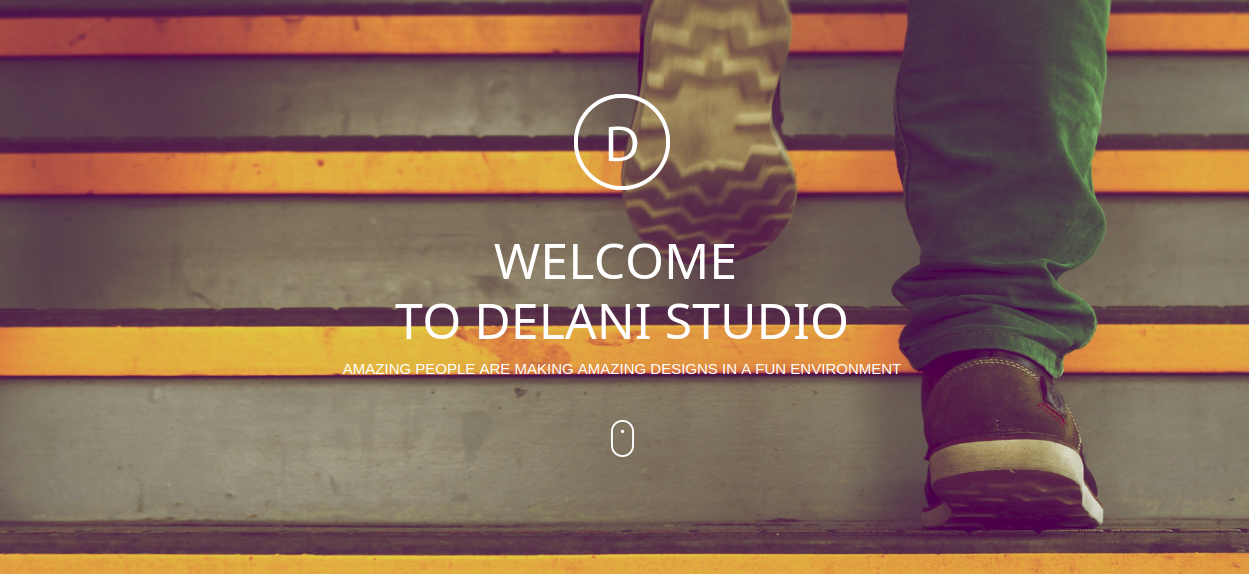 D
WELCOME
TO DELANI STUDIO
AMAZING PEOPLE ARE MAKING AMAZING DESIGNS IN A FUN ENVIRONMENT